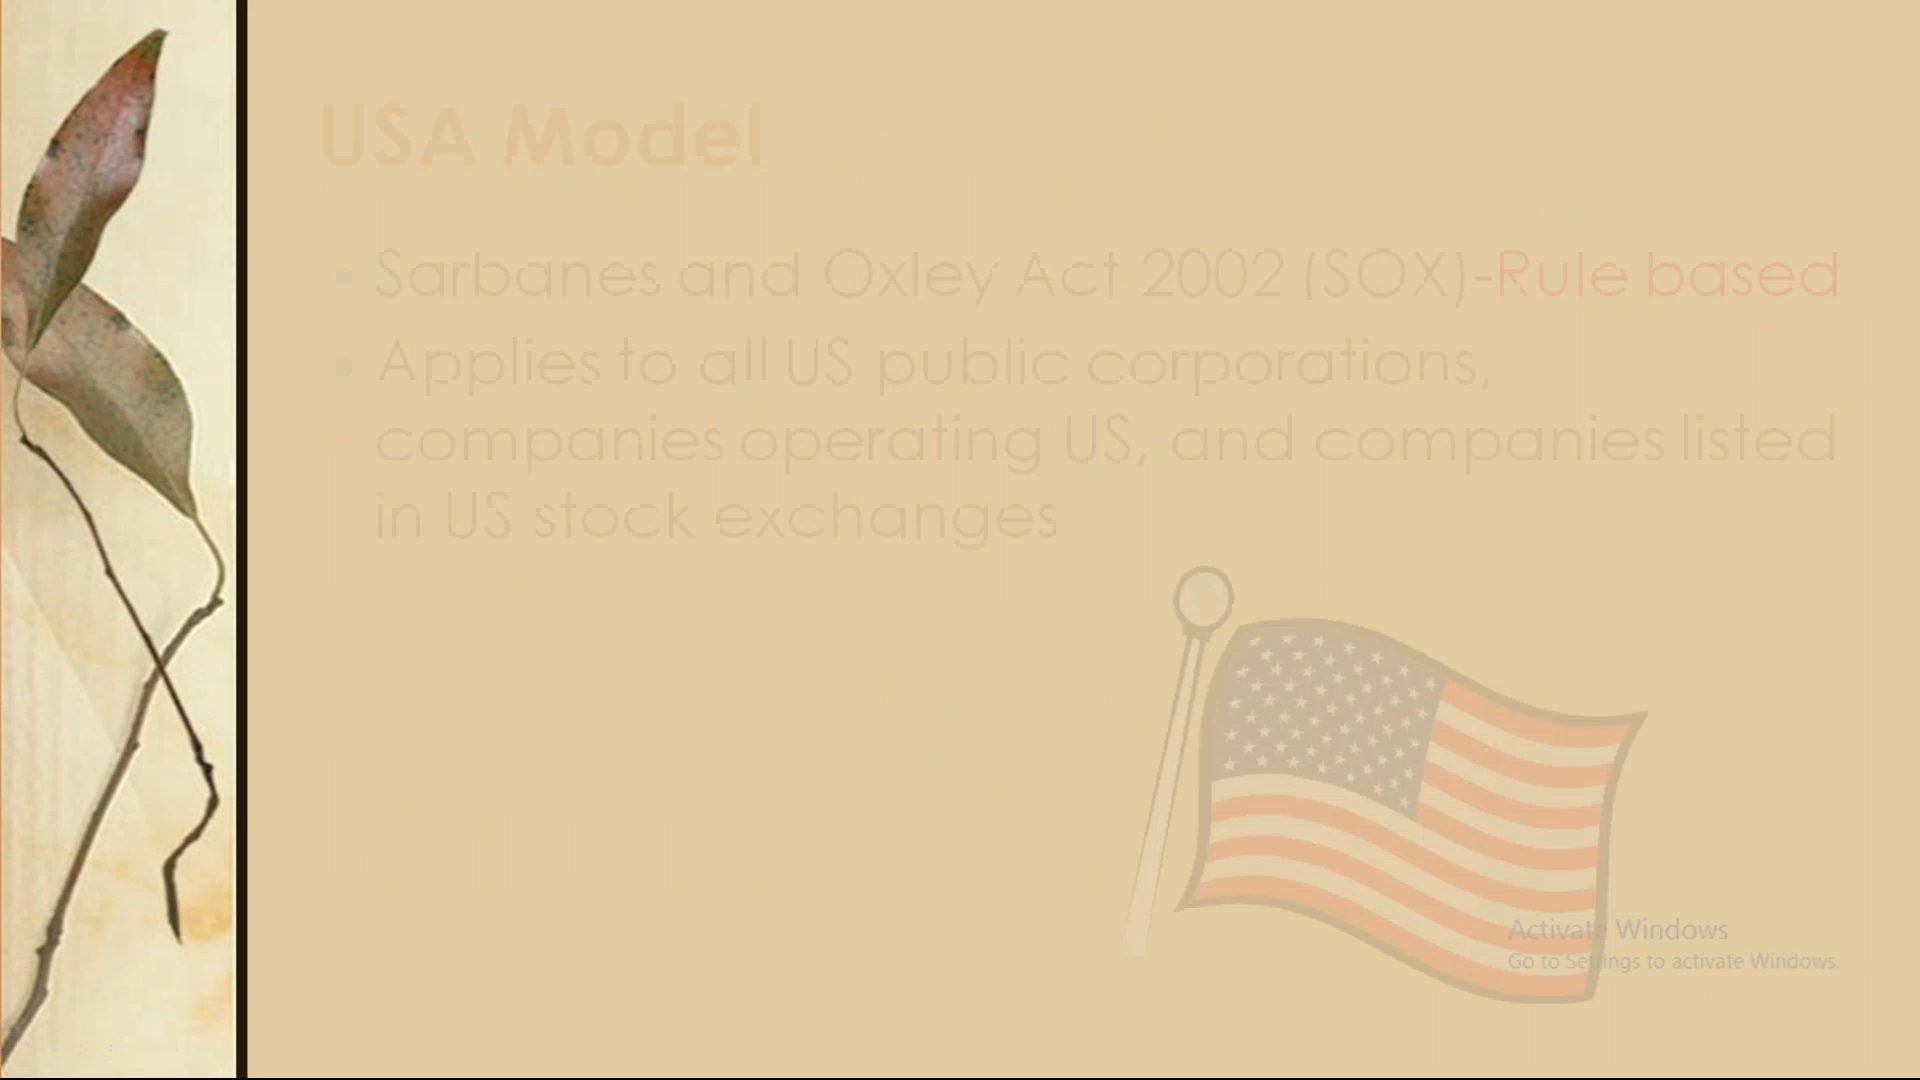 USA Model
▪ Sarbanes and Oxley Act 2002 (SOX)-Rule based
▪ Applies to all US public corporations,
companies operating US, and companies listed
in US stock exchanges
Activate Windows
Go to Settings to activate Windows.